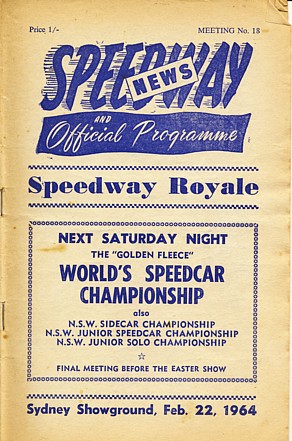 Price 1/-
MEETING No. 18
SPEEDWAY
NEWS
AND
Official Programme
Speedway Royale
NEXT SATURDAY NIGHT
THE "GOLDEN FLEECE"
WORLD'S SPEEDCAR
CHAMPIONSHIP
also
N.S.W. SIDECAR CHAMPIONSHIP
N.S.W. JUNIOR SPEEDCAR CHAMPIONSHIP
N.S.W. JUNIOR SOLO CHAMPIONSHIP
☆
FINAL MEETING BEFORE THE EASTER SHOW
Sydney Showground, Feb. 22, 1964